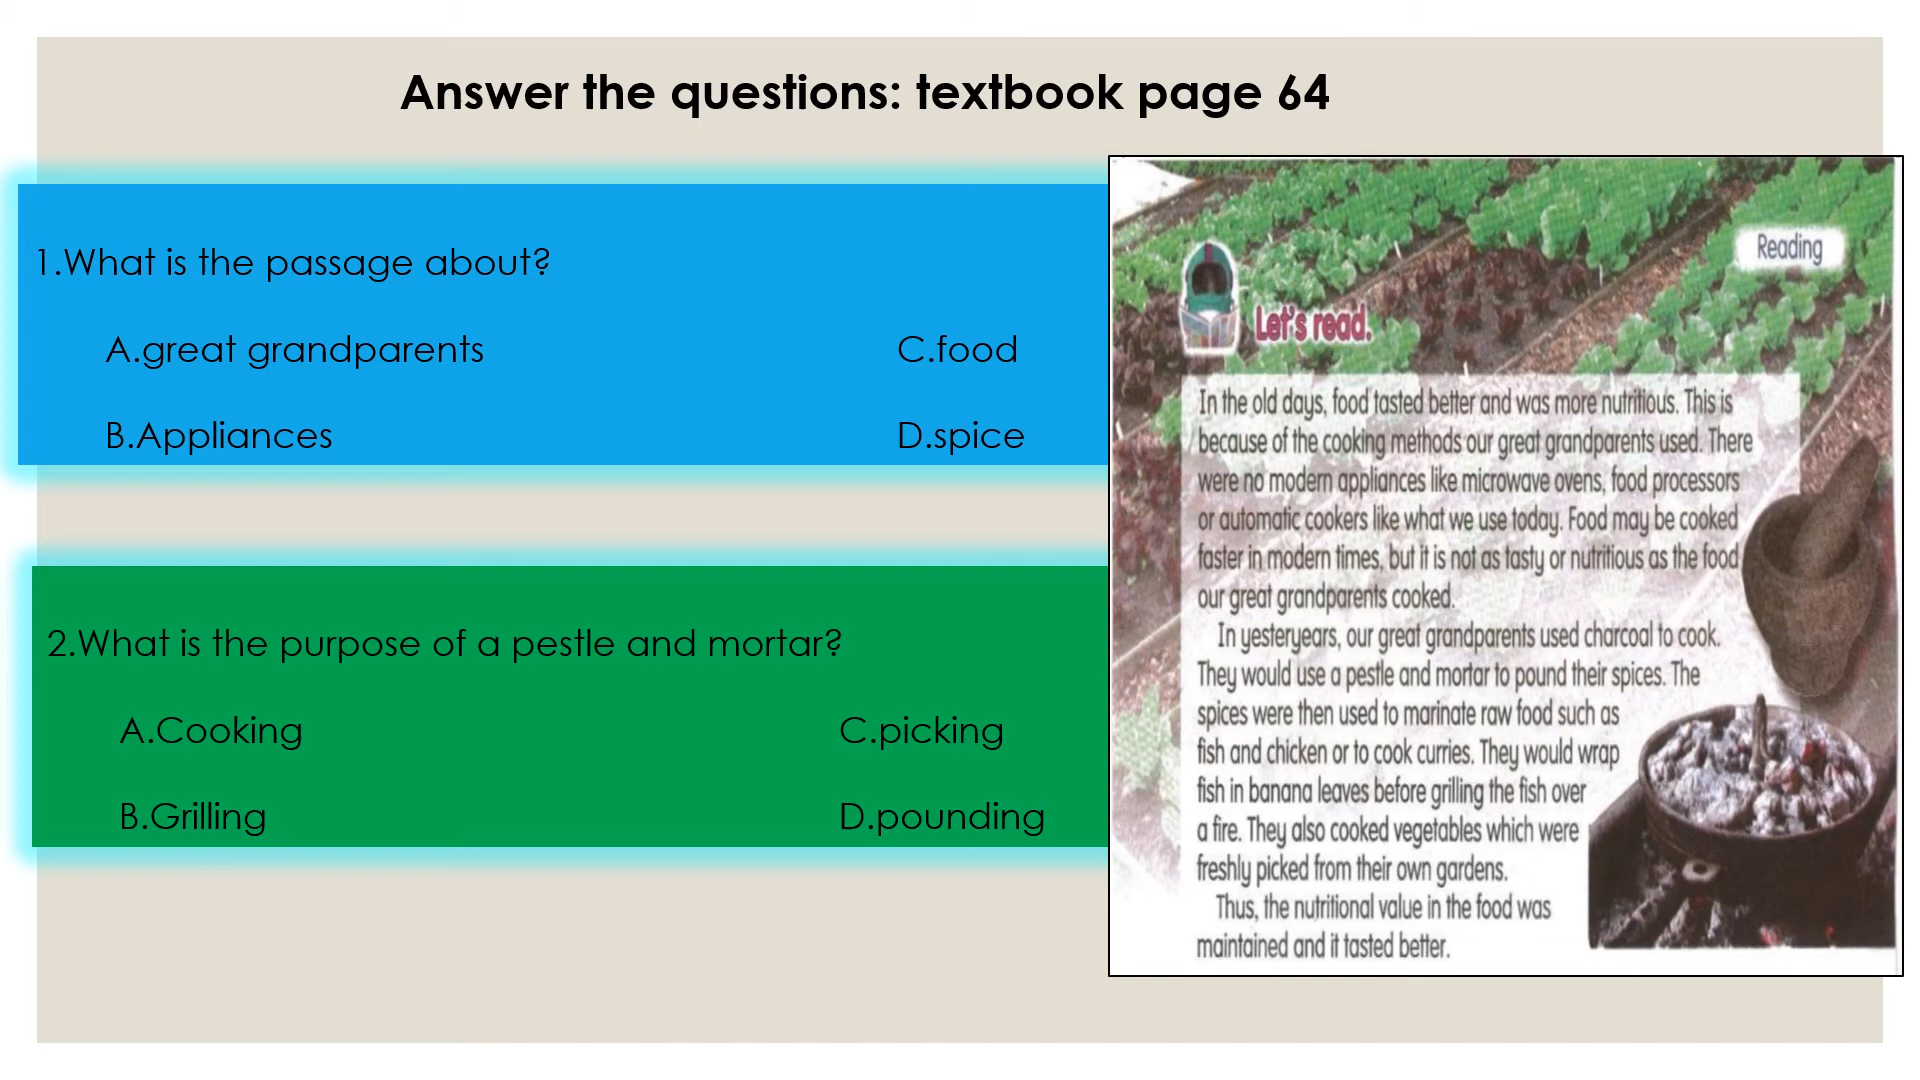 Answer the questions: textbook page 64
1.What is the passage about?
A.great grandparents
C.food
B.Appliances
D.spice
2.What is the purpose of a pestle and mortar?
A.Cooking
C.picking
B.Grilling
D.pounding
Reading
Let's read.
In the old days, food tasted better and was more nutritious. This is
because of the cooking methods our great grandparents used. There
were no modern appliances like microwave ovens, food processors
or automatic cookers like what we use today. Food may be cooked
faster in modern times, but it is not as tasty or nutritious as the food
our great grandparents cooked.
In yesteryears, our great grandparents used charcoal to cook.
They would use a pestle and mortar to pound their spices. The
spices were then used to marinate raw food such as
fish and chicken or to cook curries. They would wrap
fish in banana leaves before grilling the fish over
a fire. They also cooked vegetables which were
freshly picked from their own gardens.
Thus, the nutritional value in the food was
maintained and it tasted better.